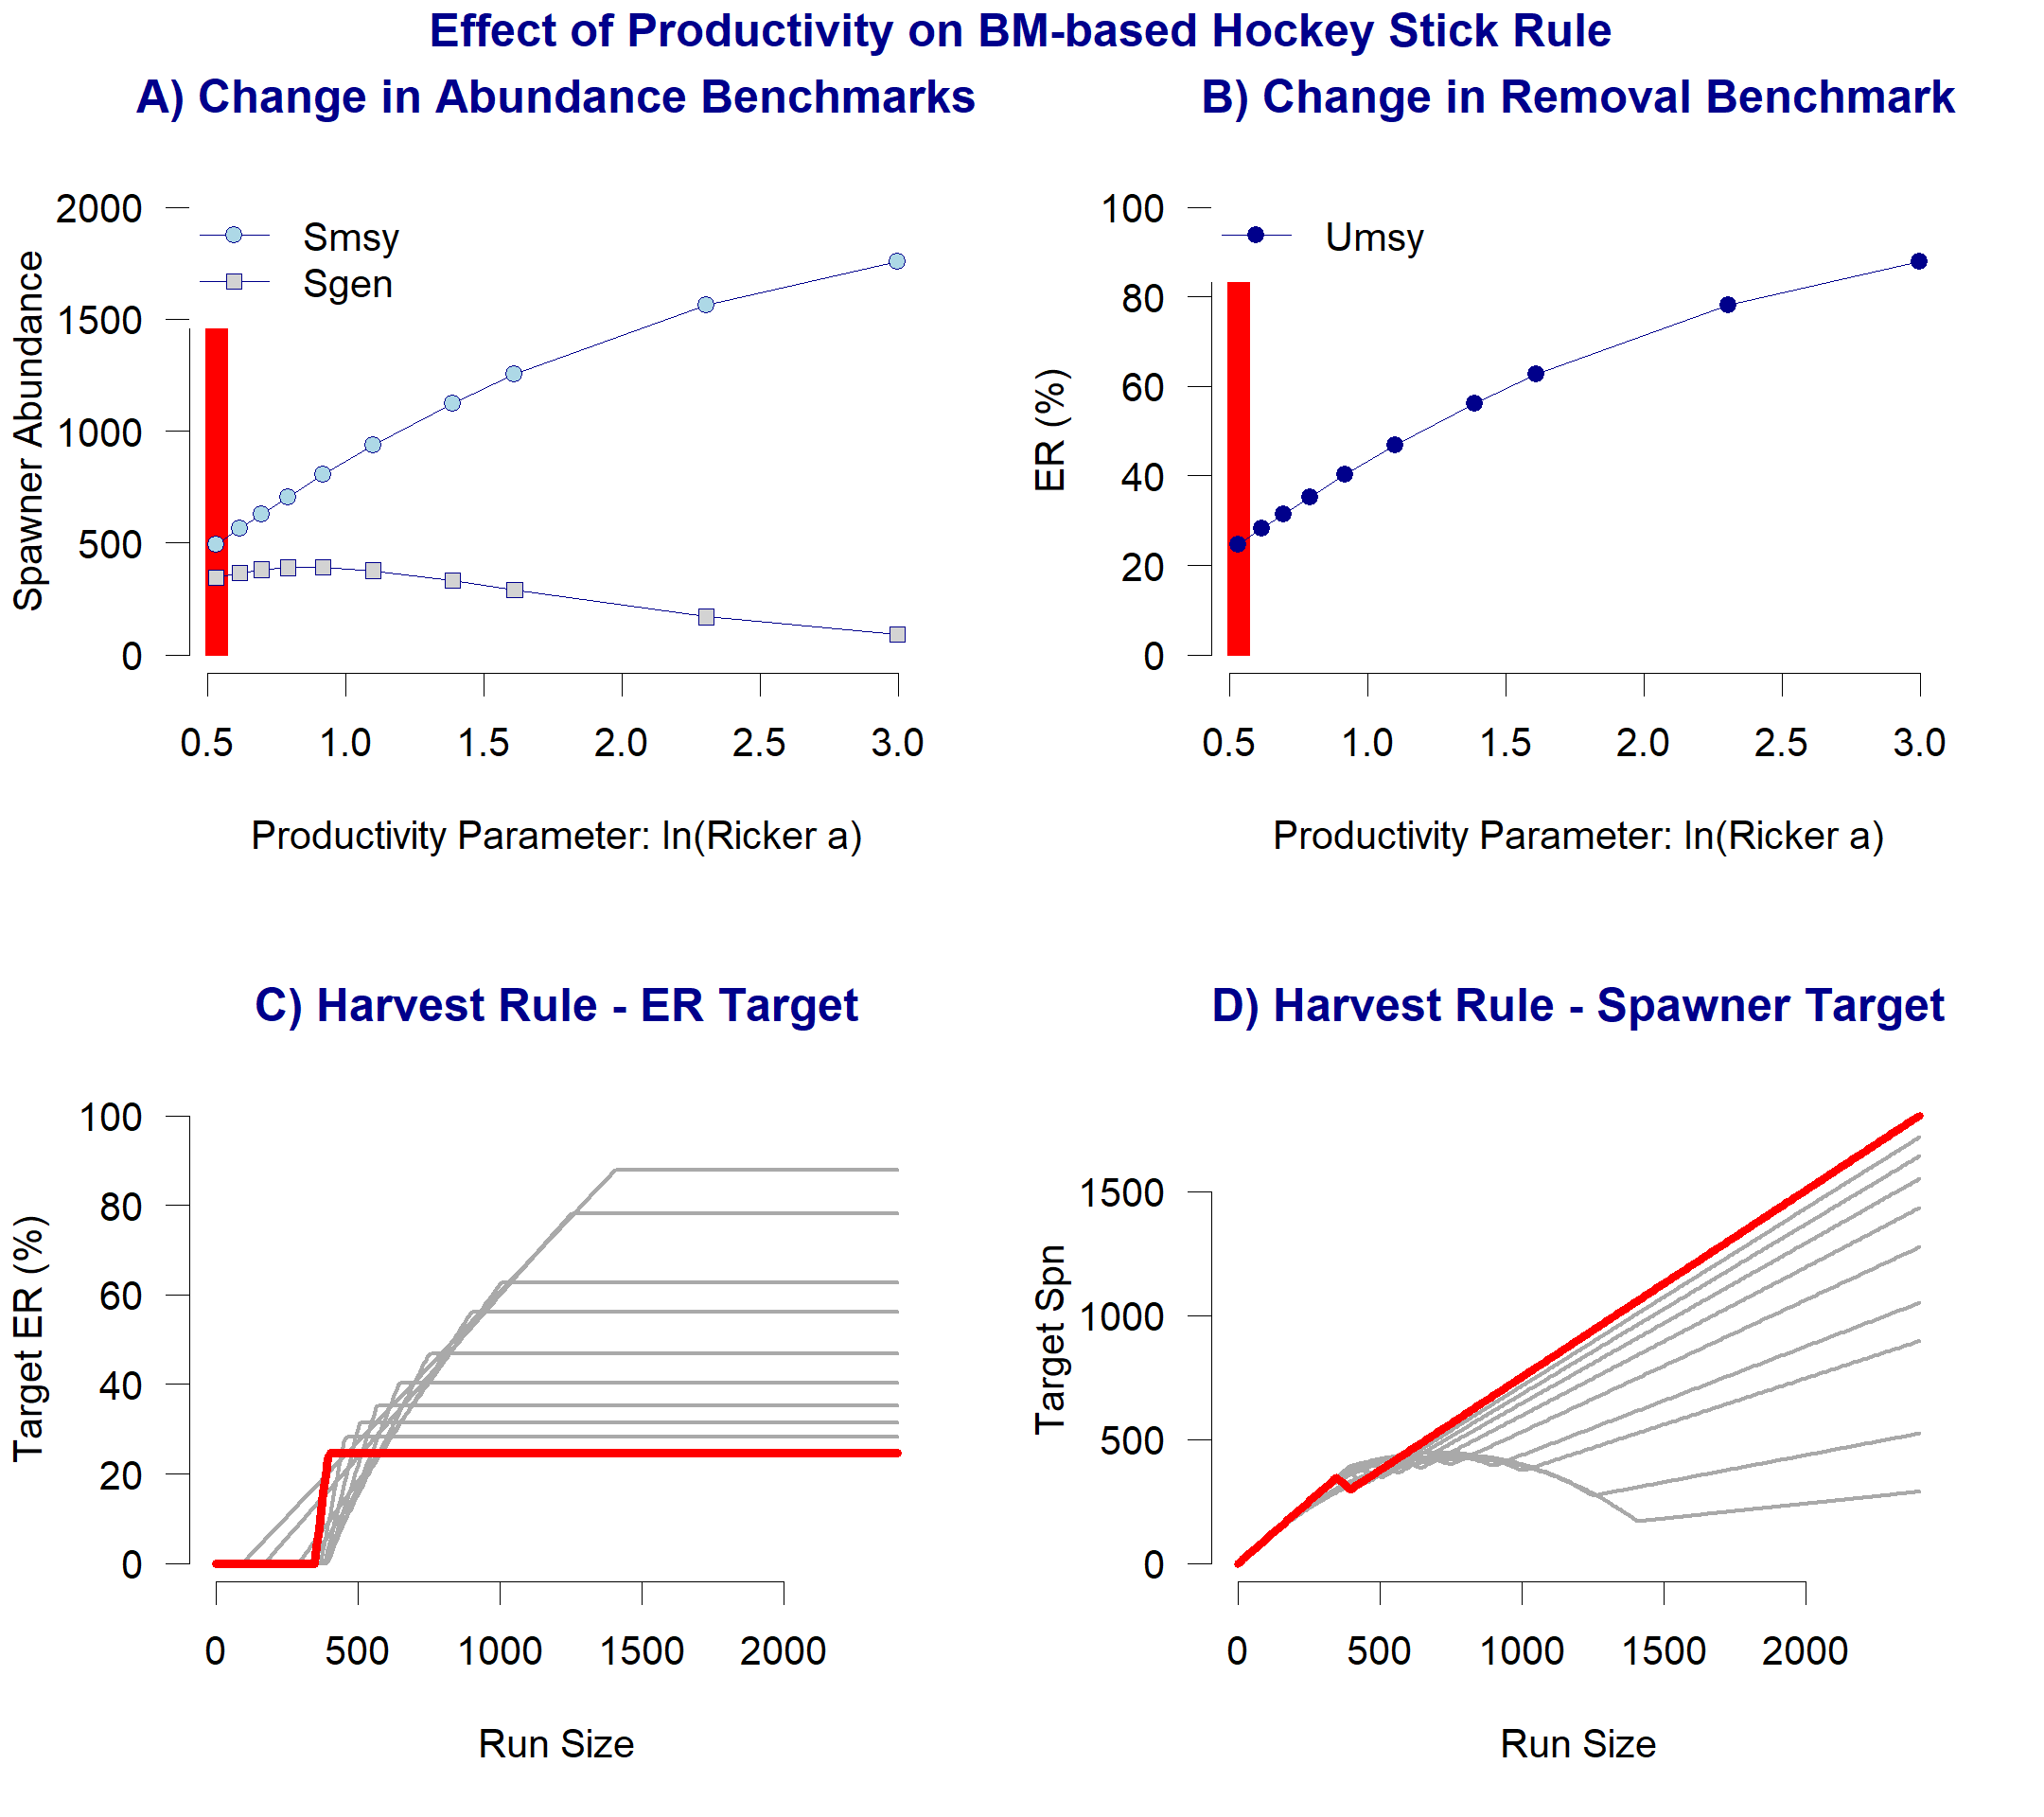 Effect of Productivity on BM-based Hockey Stick Rule
A) Change in Abundance Benchmarks
Spawner Abundance
2000
1500
1000
500
0
Smsy
Sgen
0.5 1.0 1.5 2.0 2.5 3.0
Productivity Parameter: ln(Ricker a)
B) Change in Removal Benchmark
ER (%)
100
80
60
40
20
0
Umsy
0.5 1.0 1.5 2.0 2.5 3.0
Productivity Parameter: ln(Ricker a)
C) Harvest Rule - ER Target
Target ER (%)
100
80
60
40
20
0
0 500 1000 1500 2000
Run Size
D) Harvest Rule - Spawner Target
Target Spn
1500
1000
500
0
0 500 1000 1500 2000
Run Size